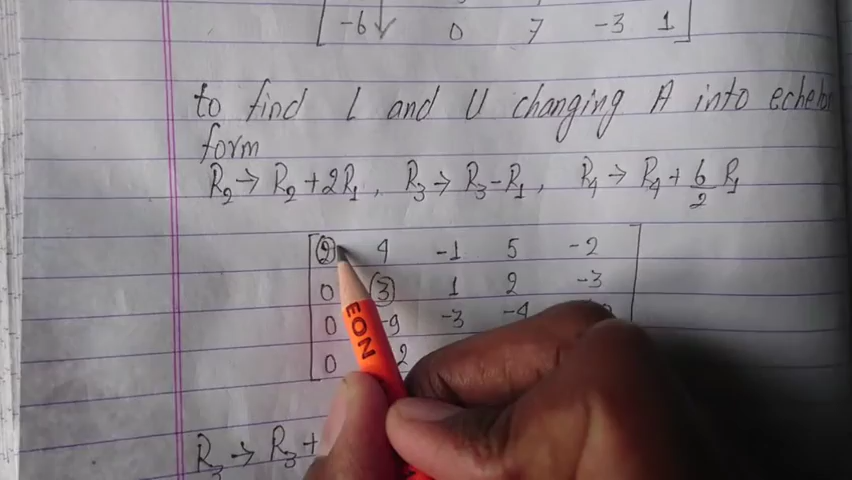 -6 0 7 -3 1
to find L and U changing A into echelon
form
R2 → R2 + 2R1, R3 → R3 - R1, R4 → R4 + 6/2 R1
2 4 -1 5 -2
0 3 1 2 -3
0 -9 -3 -4
0 2
R3 → R3 +
EON